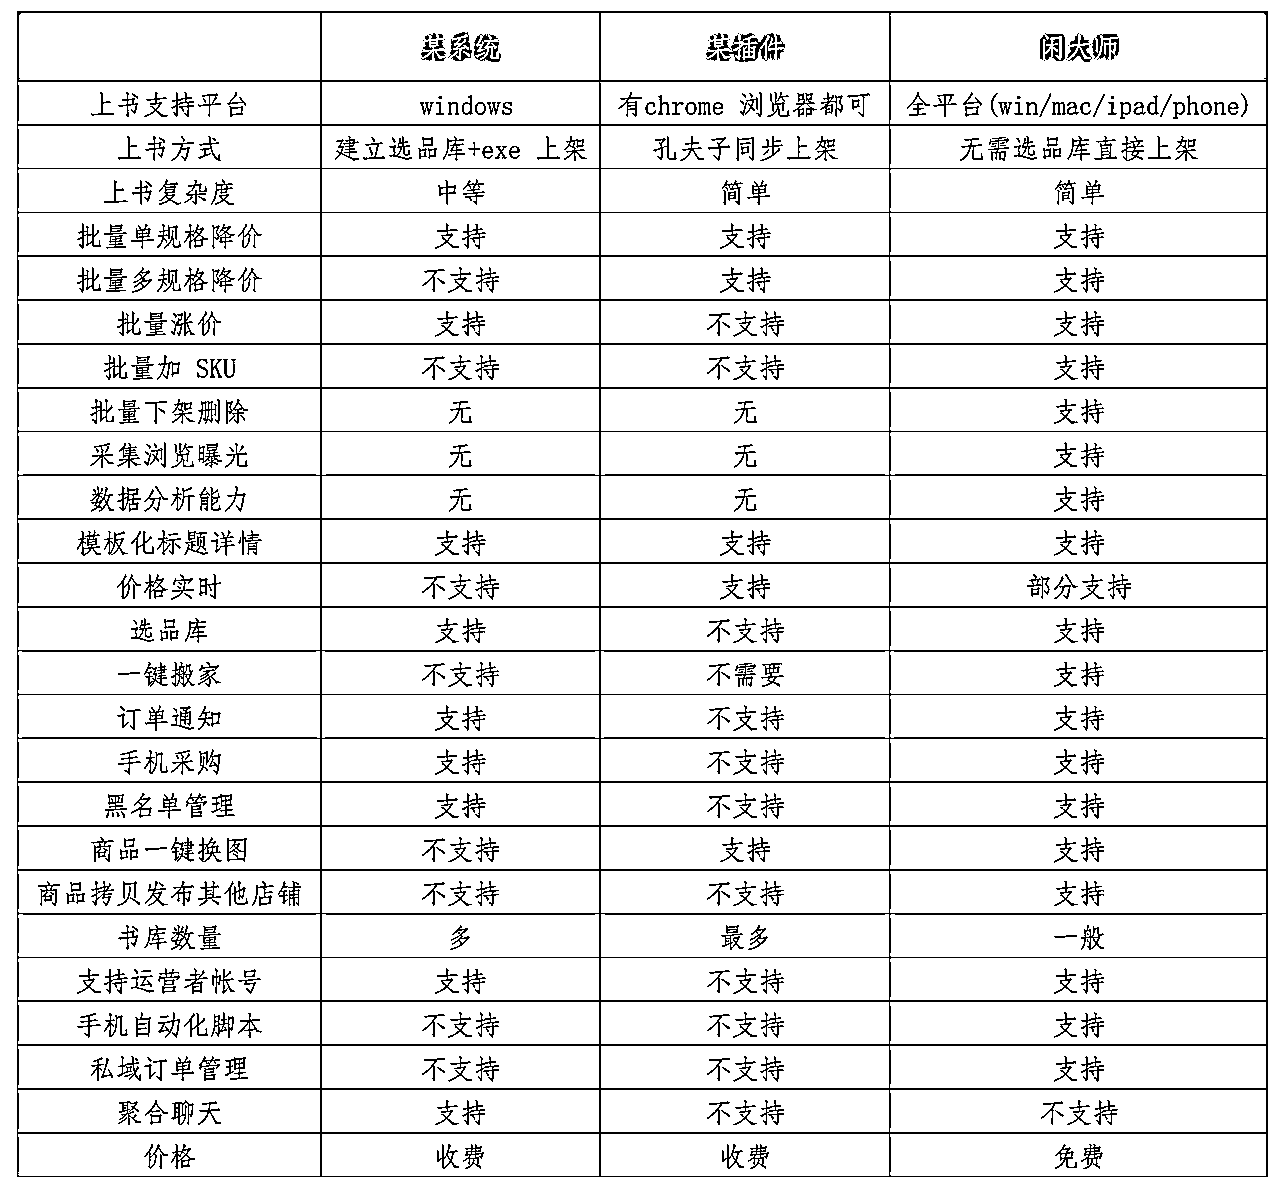 某系统 某插件 闲大师
上书支持平台 windows 有chrome 浏览器都可 全平台(win/mac/ipad/phone)
上书方式 建立选品库+exe 上架 孔夫子同步上架 无需选品库直接上架
上书复杂度 中等 简单 简单
批量单规格降价 支持 支持 支持
批量多规格降价 不支持 支持 支持
批量涨价 支持 不支持 支持
批量加 SKU 不支持 不支持 支持
批量下架删除 无 无 支持
采集浏览曝光 无 无 支持
数据分析能力 无 无 支持
模板化标题详情 支持 支持 支持
价格实时 不支持 支持 部分支持
选品库 支持 不支持 支持
一键搬家 不支持 不需要 支持
订单通知 支持 不支持 支持
手机采购 支持 不支持 支持
黑名单管理 支持 不支持 支持
商品一键换图 不支持 支持 支持
商品拷贝发布其他店铺 不支持 不支持 支持
书库数量 多 最多 一般
支持运营者帐号 支持 不支持 支持
手机自动化脚本 不支持 不支持 支持
私域订单管理 不支持 不支持 支持
聚合聊天 支持 不支持 不支持
价格 收费 收费 免费